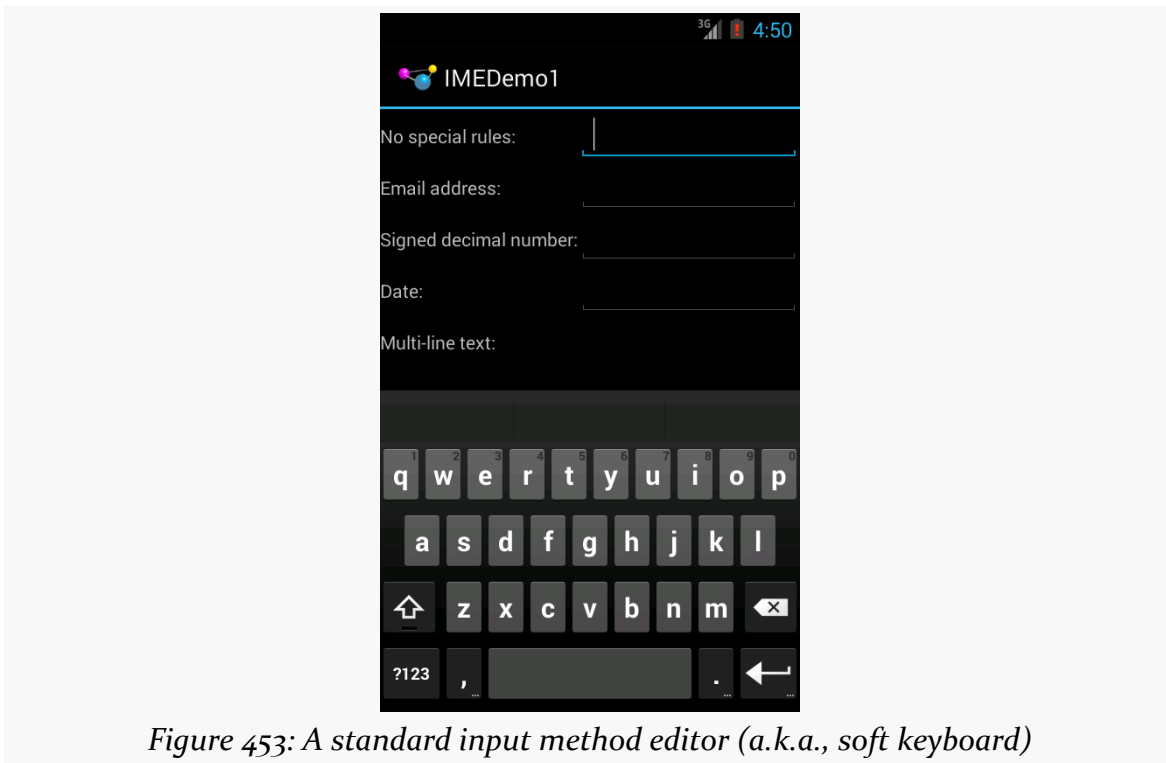 3G 4:50
IMEDemo1
No special rules:
Email address:
Signed decimal number:
Date:
Multi-line text:
1 2 3 4 5 6 7 8 9 0
q w e r t y u i o p
a s d f g h j k l
z x c v b n m
?123 , ... . ... ...
Figure 453: A standard input method editor (a.k.a., soft keyboard)